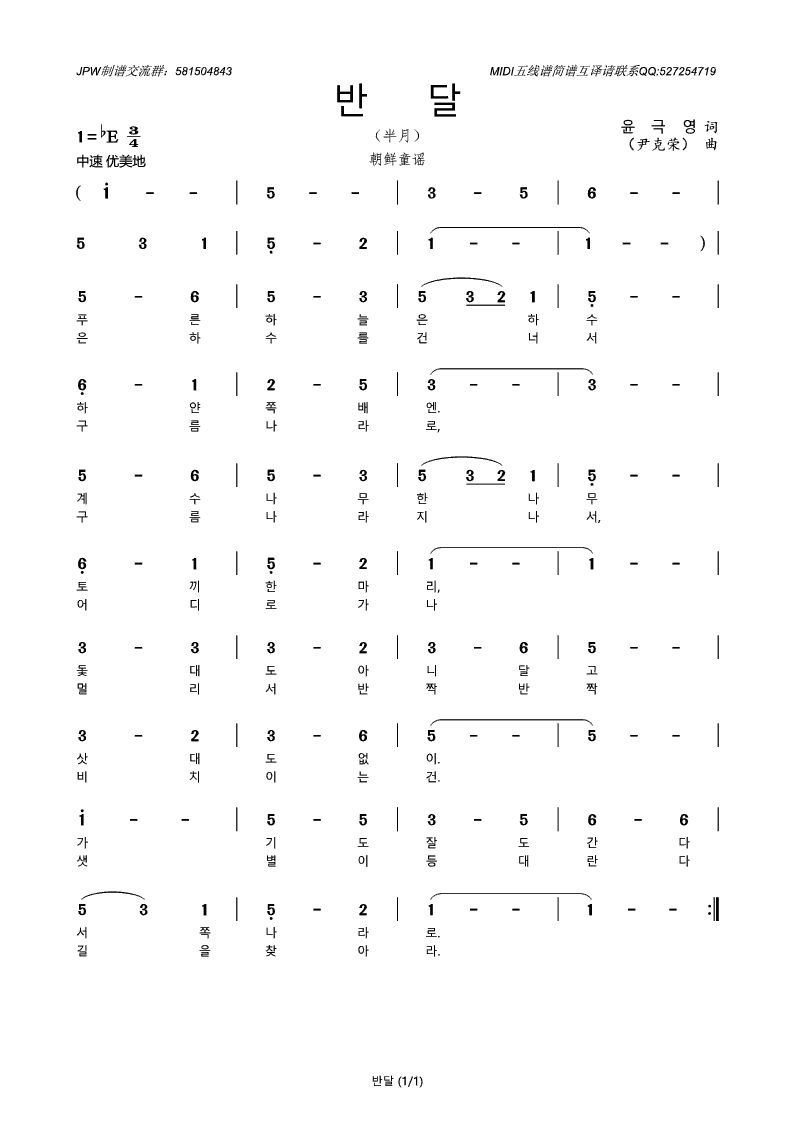 JPW制谱交流群：581504843 MIDI五线谱简谱互译请联系QQ:527254719
반 달
1=♭E 3/4 （半月） 윤 극 영 词
中速 优美地 朝鲜童谣 （尹克荣） 曲
( 1̇ - - | 5 - - | 3 - 5 | 6 - - |
5 3 1 | 5̣ - 2 | 1 - - | 1 - - ) |
5 - 6 | 5 - 3 | 5 3 2 1 | 5̣ - - |
푸 른 하 늘 은 하 수
은 하 수 를 건 너 서
6̣ - 1 | 2 - 5 | 3 - - | 3 - - |
하 얀 쪽 배 엔.
구 름 나 라 로,
5 - 6 | 5 - 3 | 5 3 2 1 | 5̣ - - |
계 수 나 무 한 나 무
구 름 나 라 지 나 서,
6̣ - 1 | 5̣ - 2 | 1 - - | 1 - - |
토 끼 한 마 리,
어 디 로 가 나
3 - 3 | 3 - 2 | 3 - 6 | 5 - - |
돛 대 도 아 니 달 고
멀 리 서 반 짝 반 짝
3 - 2 | 3 - 6 | 5 - - | 5 - - |
삿 대 도 없 이.
비 치 이 는 건.
1̇ - - | 5 - 5 | 3 - 5 | 6 - 6 |
가 기 도 잘 도 간 다
샛 별 이 등 대 란 다
5 3 1 | 5̣ - 2 | 1 - - | 1 - - :‖
서 쪽 나 라 로.
길 을 찾 아 라.
반달 (1/1)